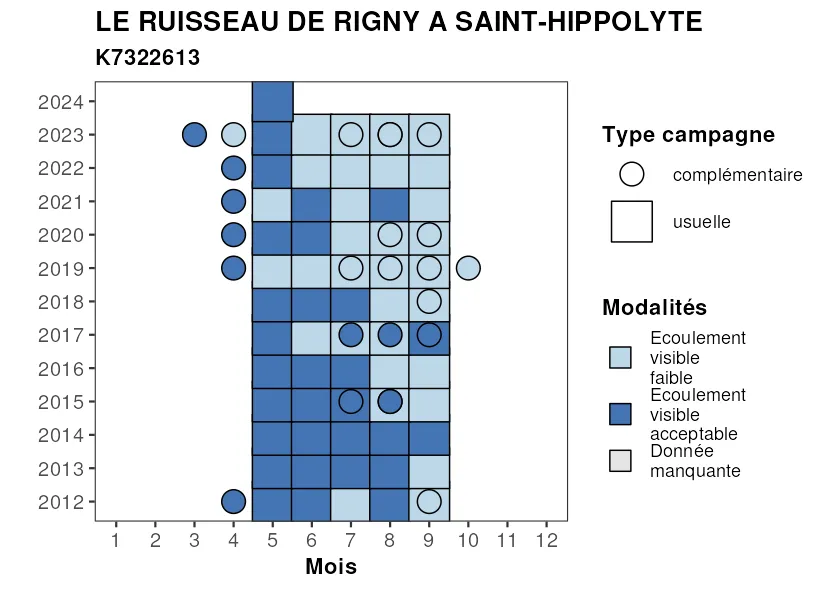 LE RUISSEAU DE RIGNY A SAINT-HIPPOLYTE
K7322613
2024
2023
2022
2021
2020
2019
2018
2017
2016
2015
2014
2013
2012
1 2 3 4 5 6 7 8 9 10 11 12
Mois
Type campagne
complémentaire
usuelle
Modalités
Ecoulement
visible
faible
Ecoulement
visible
acceptable
Donnée
manquante